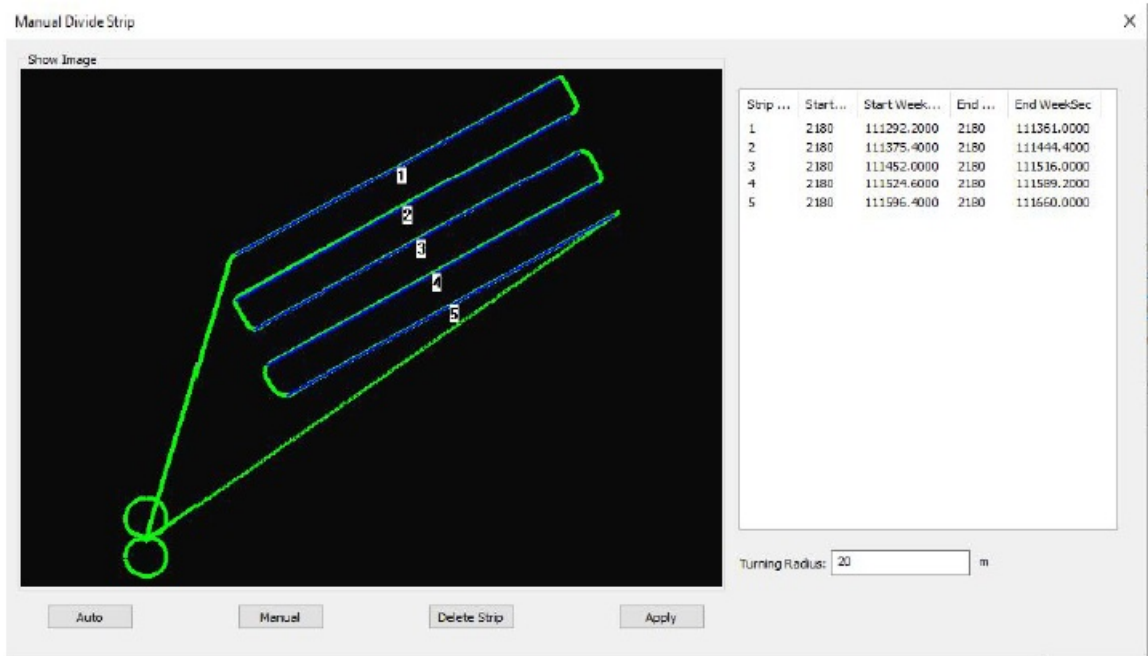 Manual Divide Strip
Show Image
1
2
3
4
5
Strip ... Start... Start Week... End ... End WeekSec
1 2180 111292.2000 2180 111361.0000
2 2180 111375.4000 2180 111444.4000
3 2180 111452.0000 2180 111516.0000
4 2180 111524.6000 2180 111589.2000
5 2180 111596.4000 2180 111660.0000
Turning Radius: 20 m
Auto Manual Delete Strip Apply